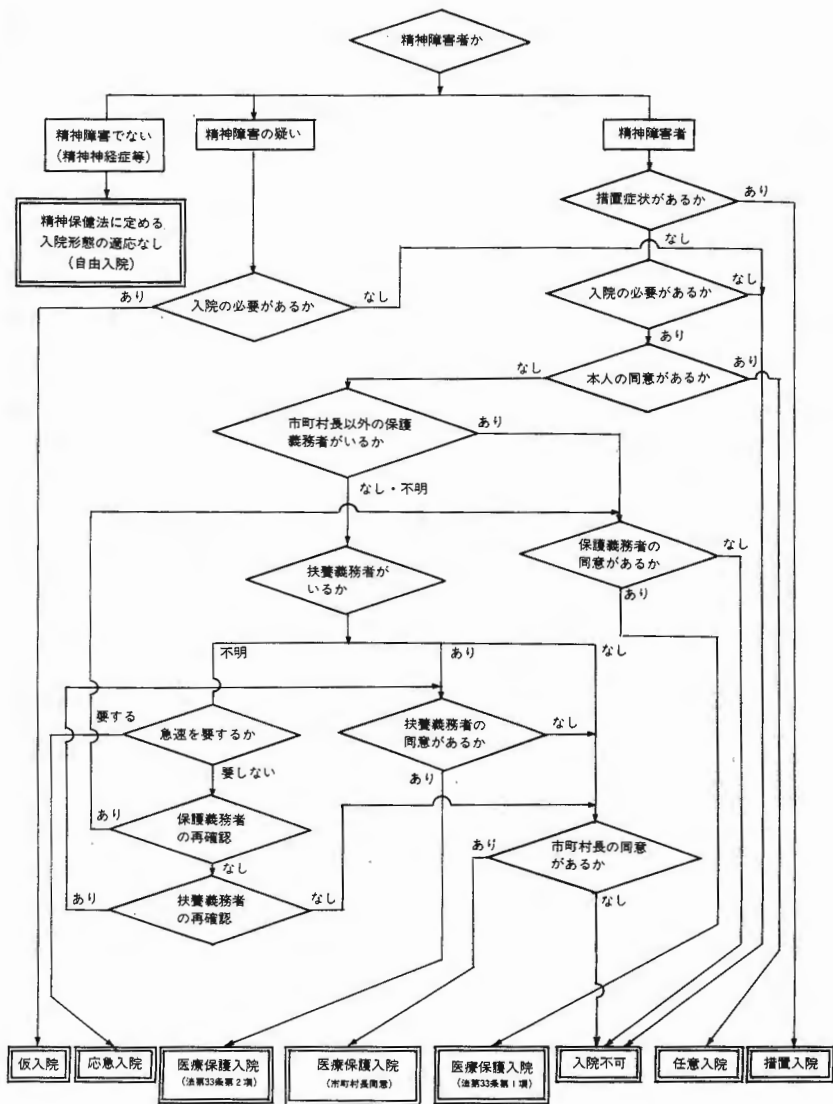 精神障害者か
精神障害でない
(精神神経症等)
精神障害の疑い
精神障害者
精神保健法に定める
入院形態の適応なし
(自由入院)
措置症状があるか
あり
なし
あり
入院の必要があるか
なし
入院の必要があるか
なし
あり
なし
本人の同意があるか
あり
市町村長以外の保護
義務者がいるか
あり
なし・不明
保護義務者の
同意があるか
なし
あり
扶養義務者が
いるか
不明
あり
なし
要する
急速を要するか
扶養義務者の
同意があるか
なし
要しない
あり
あり
保護義務者
の再確認
なし
あり
市町村長の同意
があるか
あり
扶養義務者
の再確認
なし
なし
仮入院
応急入院
医療保護入院
(法第33条第2項)
医療保護入院
(市町村長同意)
医療保護入院
(法第33条第1項)
入院不可
任意入院
措置入院